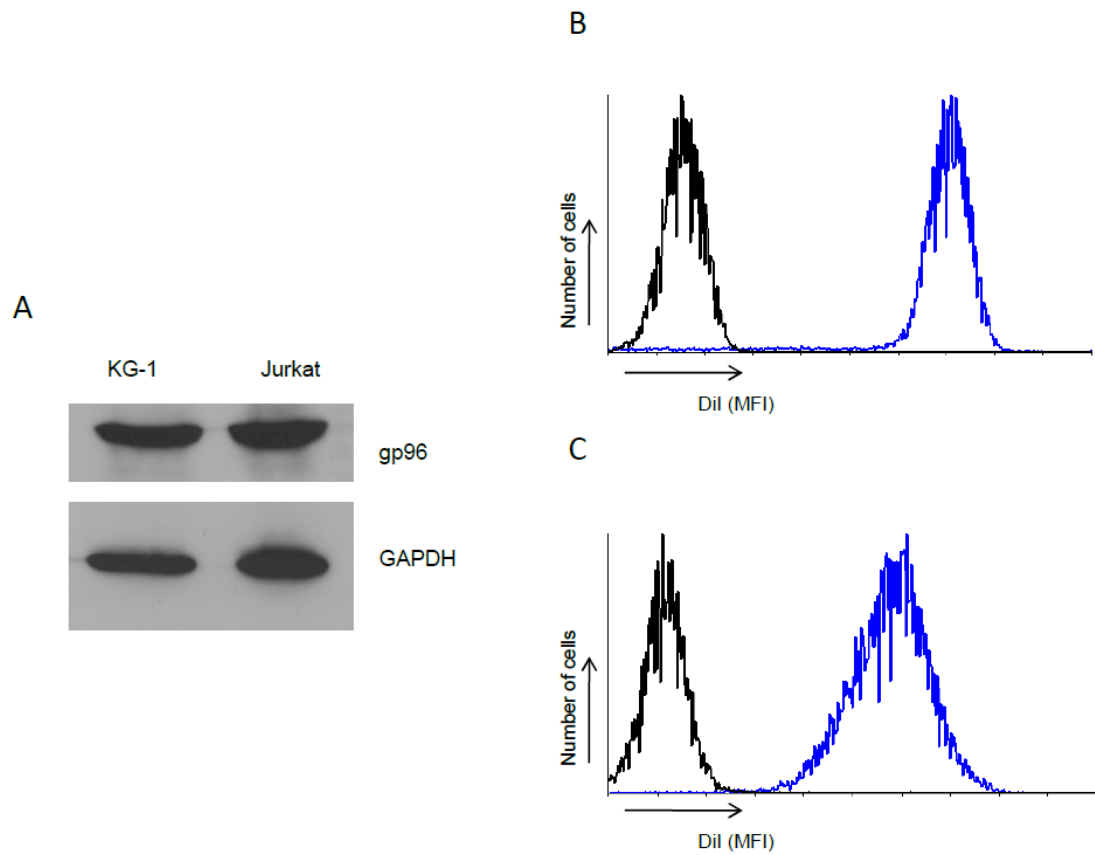 A
KG-1 Jurkat
gp96
GAPDH
B
Number of cells
DiI (MFI)
C
Number of cells
DiI (MFI)